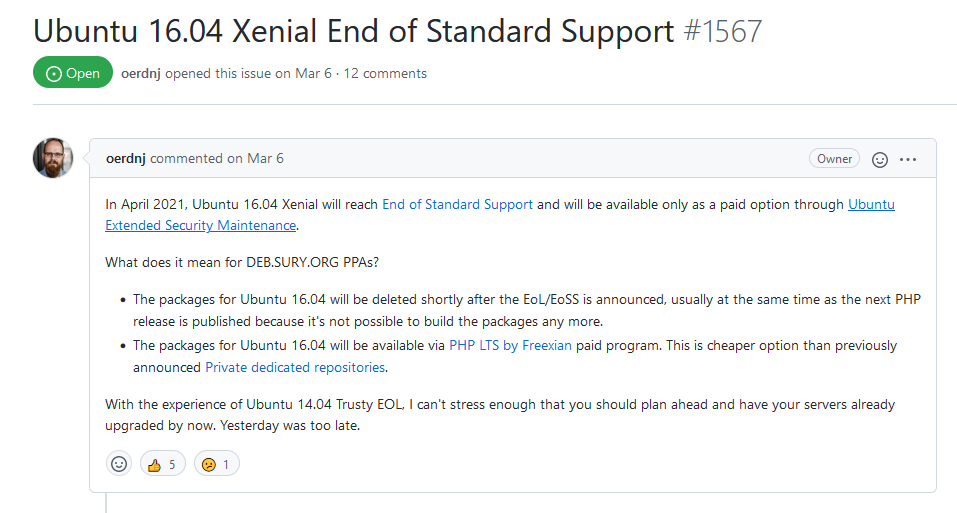 Ubuntu 16.04 Xenial End of Standard Support #1567
Open oerdnj opened this issue on Mar 6 · 12 comments
oerdnj commented on Mar 6 Owner
In April 2021, Ubuntu 16.04 Xenial will reach End of Standard Support and will be available only as a paid option through Ubuntu
Extended Security Maintenance.
What does it mean for DEB.SURY.ORG PPAs?
• The packages for Ubuntu 16.04 will be deleted shortly after the EoL/EoSS is announced, usually at the same time as the next PHP
release is published because it's not possible to build the packages any more.
• The packages for Ubuntu 16.04 will be available via PHP LTS by Freexian paid program. This is cheaper option than previously
announced Private dedicated repositories.
With the experience of Ubuntu 14.04 Trusty EOL, I can't stress enough that you should plan ahead and have your servers already
upgraded by now. Yesterday was too late.
5 1